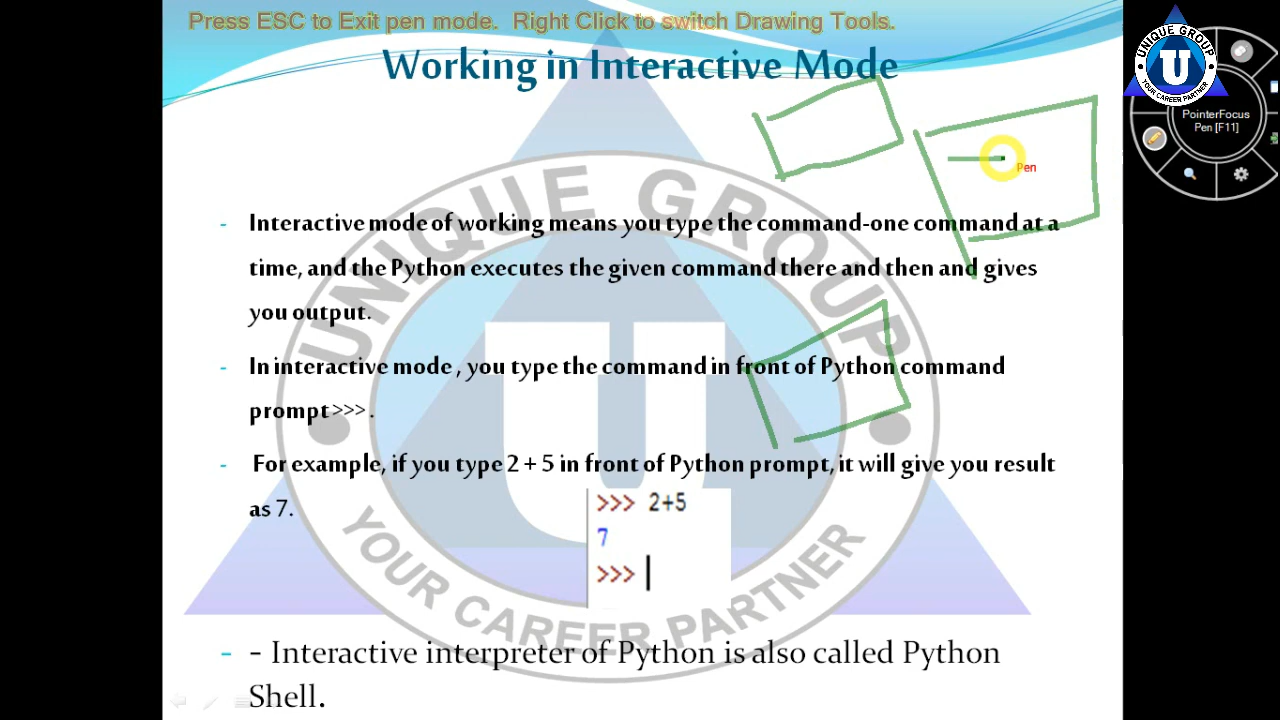 Press ESC to Exit pen mode. Right Click to switch Drawing Tools.
Working in Interactive Mode
UNIQUE GROUP
U
YOUR CAREER PARTNER
PointerFocus
Pen [F11]
Pen
- Interactive mode of working means you type the command-one command at a
time, and the Python executes the given command there and then and gives
you output.
- In interactive mode , you type the command in front of Python command
prompt>>> .
- For example, if you type 2 + 5 in front of Python prompt, it will give you result
as 7.
>>> 2+5
7
>>>
- - Interactive interpreter of Python is also called Python
Shell.
UNIQUE GROUP
U
YOUR CAREER PARTNER